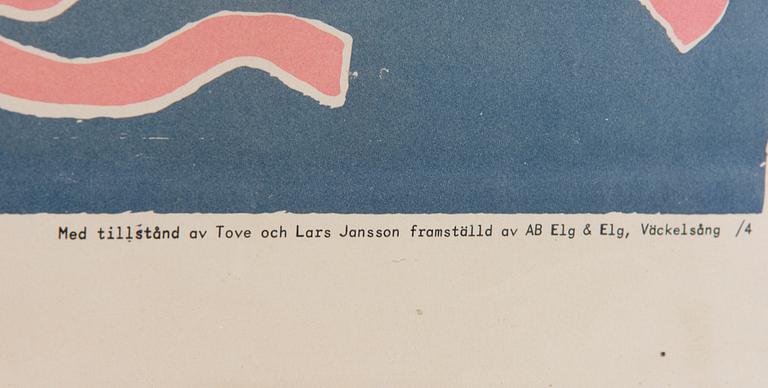 Med tillstånd av Tove och Lars Jansson framställd av AB Elg & Elg, Väckelsång /4